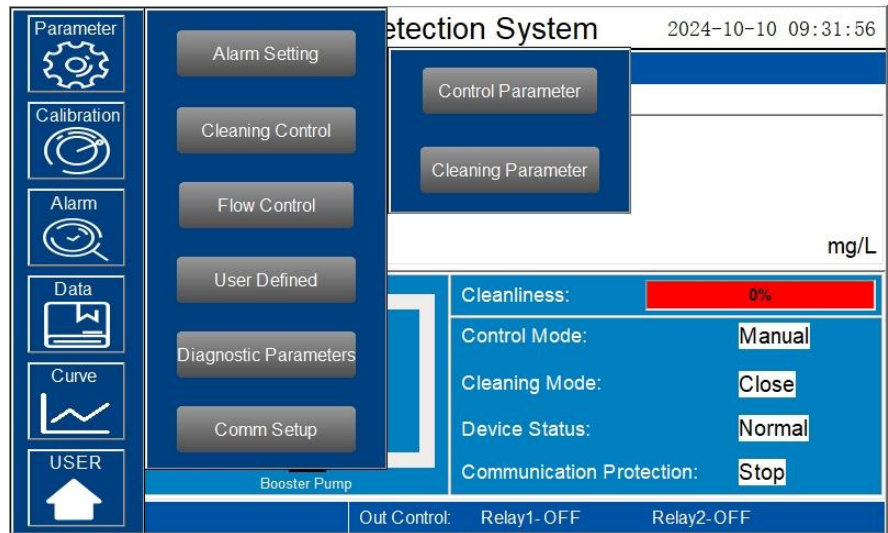 Parameter
Calibration
Alarm
Data
Curve
USER
Alarm Setting
Cleaning Control
Flow Control
User Defined
Diagnostic Parameters
Comm Setup
Control Parameter
Cleaning Parameter
etection System
2024-10-10 09:31:56
mg/L
Cleanliness: 0%
Control Mode: Manual
Cleaning Mode: Close
Device Status: Normal
Communication Protection: Stop
Booster Pump
Out Control: Relay1-OFF Relay2-OFF